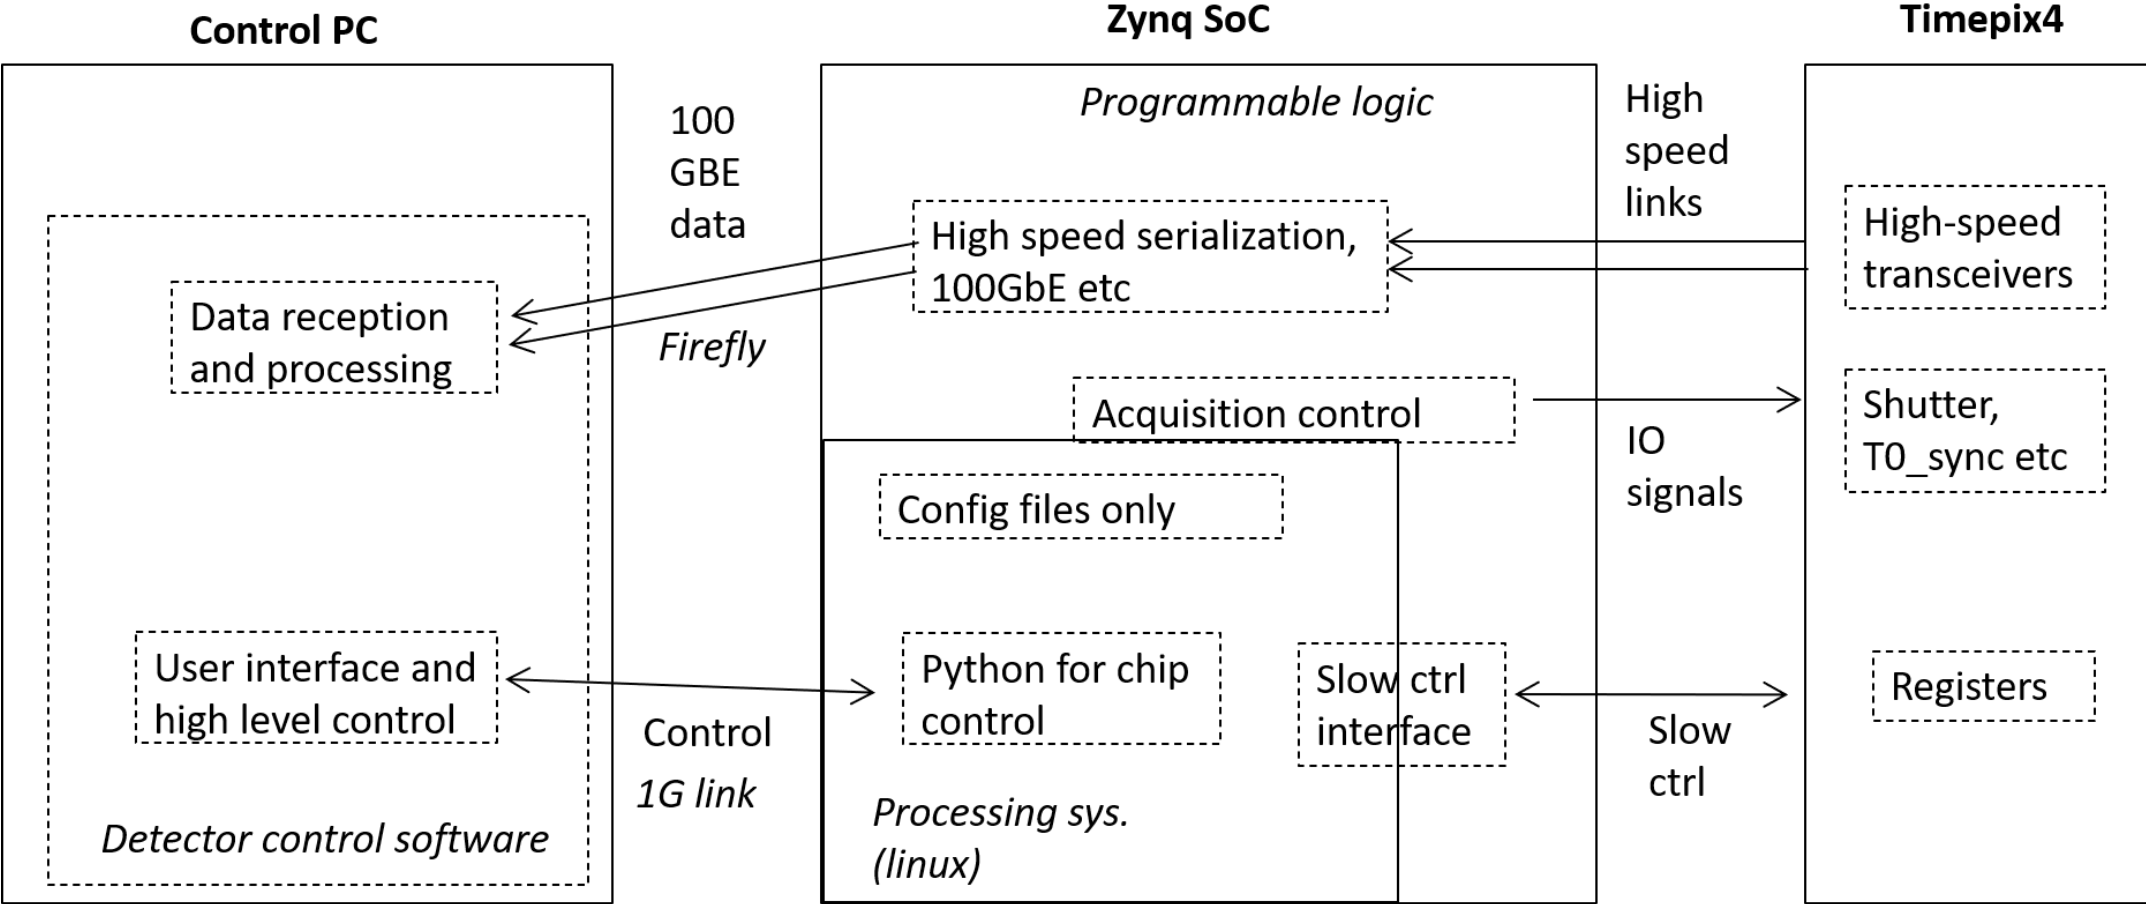 Control PC
Zynq SoC
Timepix4
Programmable logic
100
GBE
data
High
speed
links
High speed serialization,
100GbE etc
High-speed
transceivers
Data reception
and processing
Firefly
Acquisition control
IO
signals
Shutter,
T0_sync etc
Config files only
User interface and
high level control
Control
1G link
Python for chip
control
Slow ctrl
interface
Slow
ctrl
Registers
Detector control software
Processing sys.
(linux)